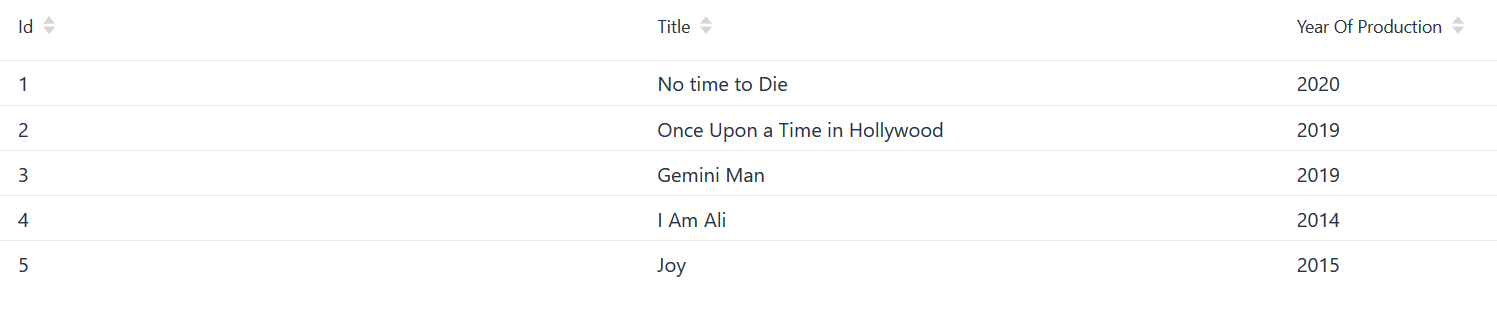 Id Title Year Of Production
1 No time to Die 2020
2 Once Upon a Time in Hollywood 2019
3 Gemini Man 2019
4 I Am Ali 2014
5 Joy 2015